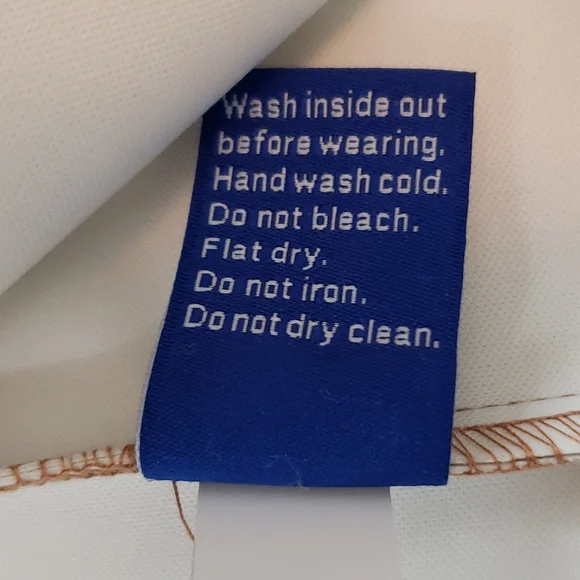 Wash inside out
before wearing.
Hand wash cold.
Do not bleach.
Flat dry.
Do not iron.
Do not dry clean.